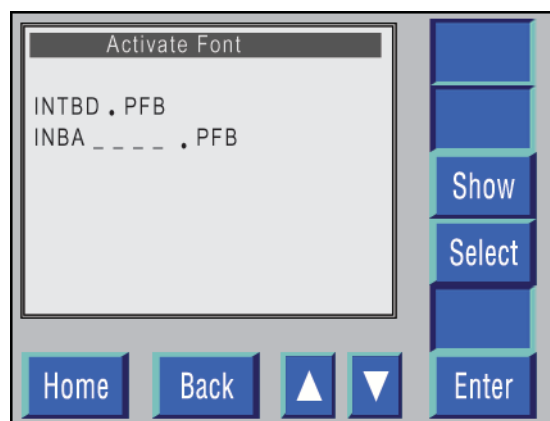 Activate Font
INTBD.PFB
INBA____.PFB
Show
Select
Home
Back
Enter